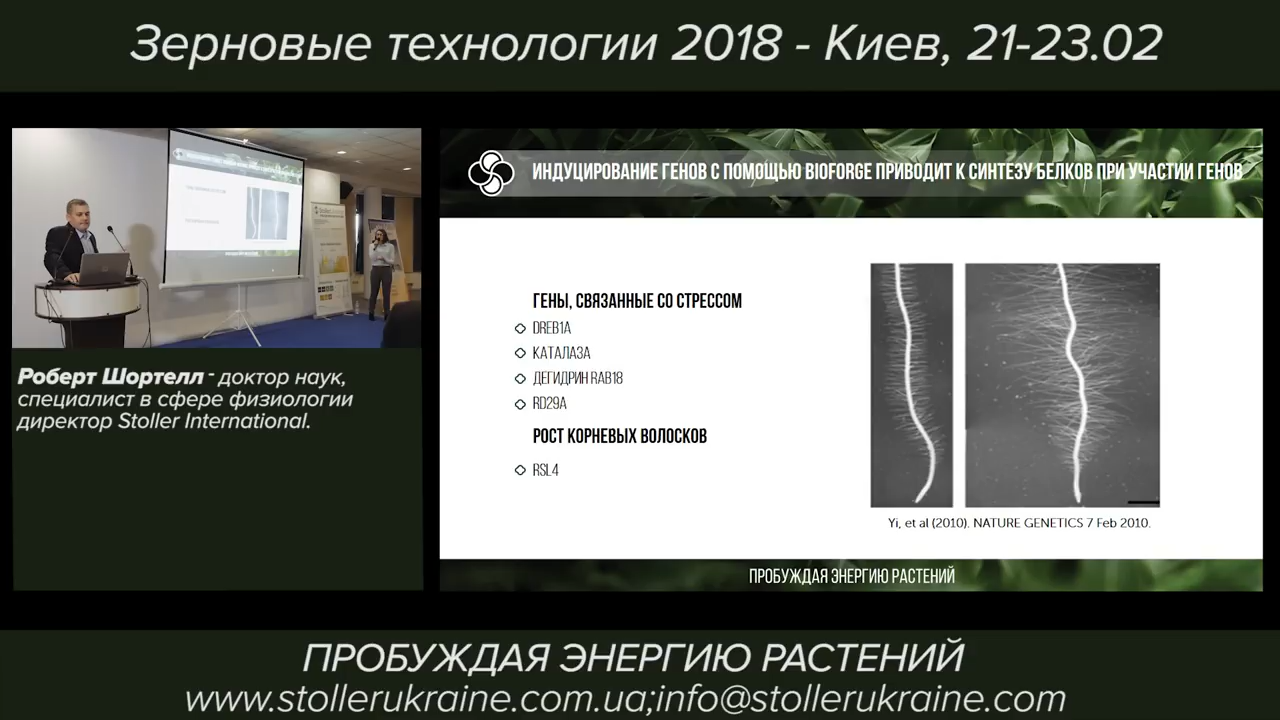 Зерновые технологии 2018 - Киев, 21-23.02
ИНДУЦИРОВАНИЕ ГЕНОВ С ПОМОЩЬЮ BIOFORGE ПРИВОДИТ К СИНТЕЗУ БЕЛКОВ ПРИ УЧАСТИИ ГЕНОВ
ГЕНЫ, СВЯЗАННЫЕ СО СТРЕССОМ
DREB1A
КАТАЛАЗА
ДЕГИДРИН RAB18
RD29A
РОСТ КОРНЕВЫХ ВОЛОСКОВ
RSL4
Yi, et al (2010). NATURE GENETICS 7 Feb 2010.
ПРОБУЖДАЯ ЭНЕРГИЮ РАСТЕНИЙ
Роберт Шортелл - доктор наук,
специалист в сфере физиологии
директор Stoller International.
ПРОБУЖДАЯ ЭНЕРГИЮ РАСТЕНИЙ
www.stollerukraine.com.ua;info@stollerukraine.com